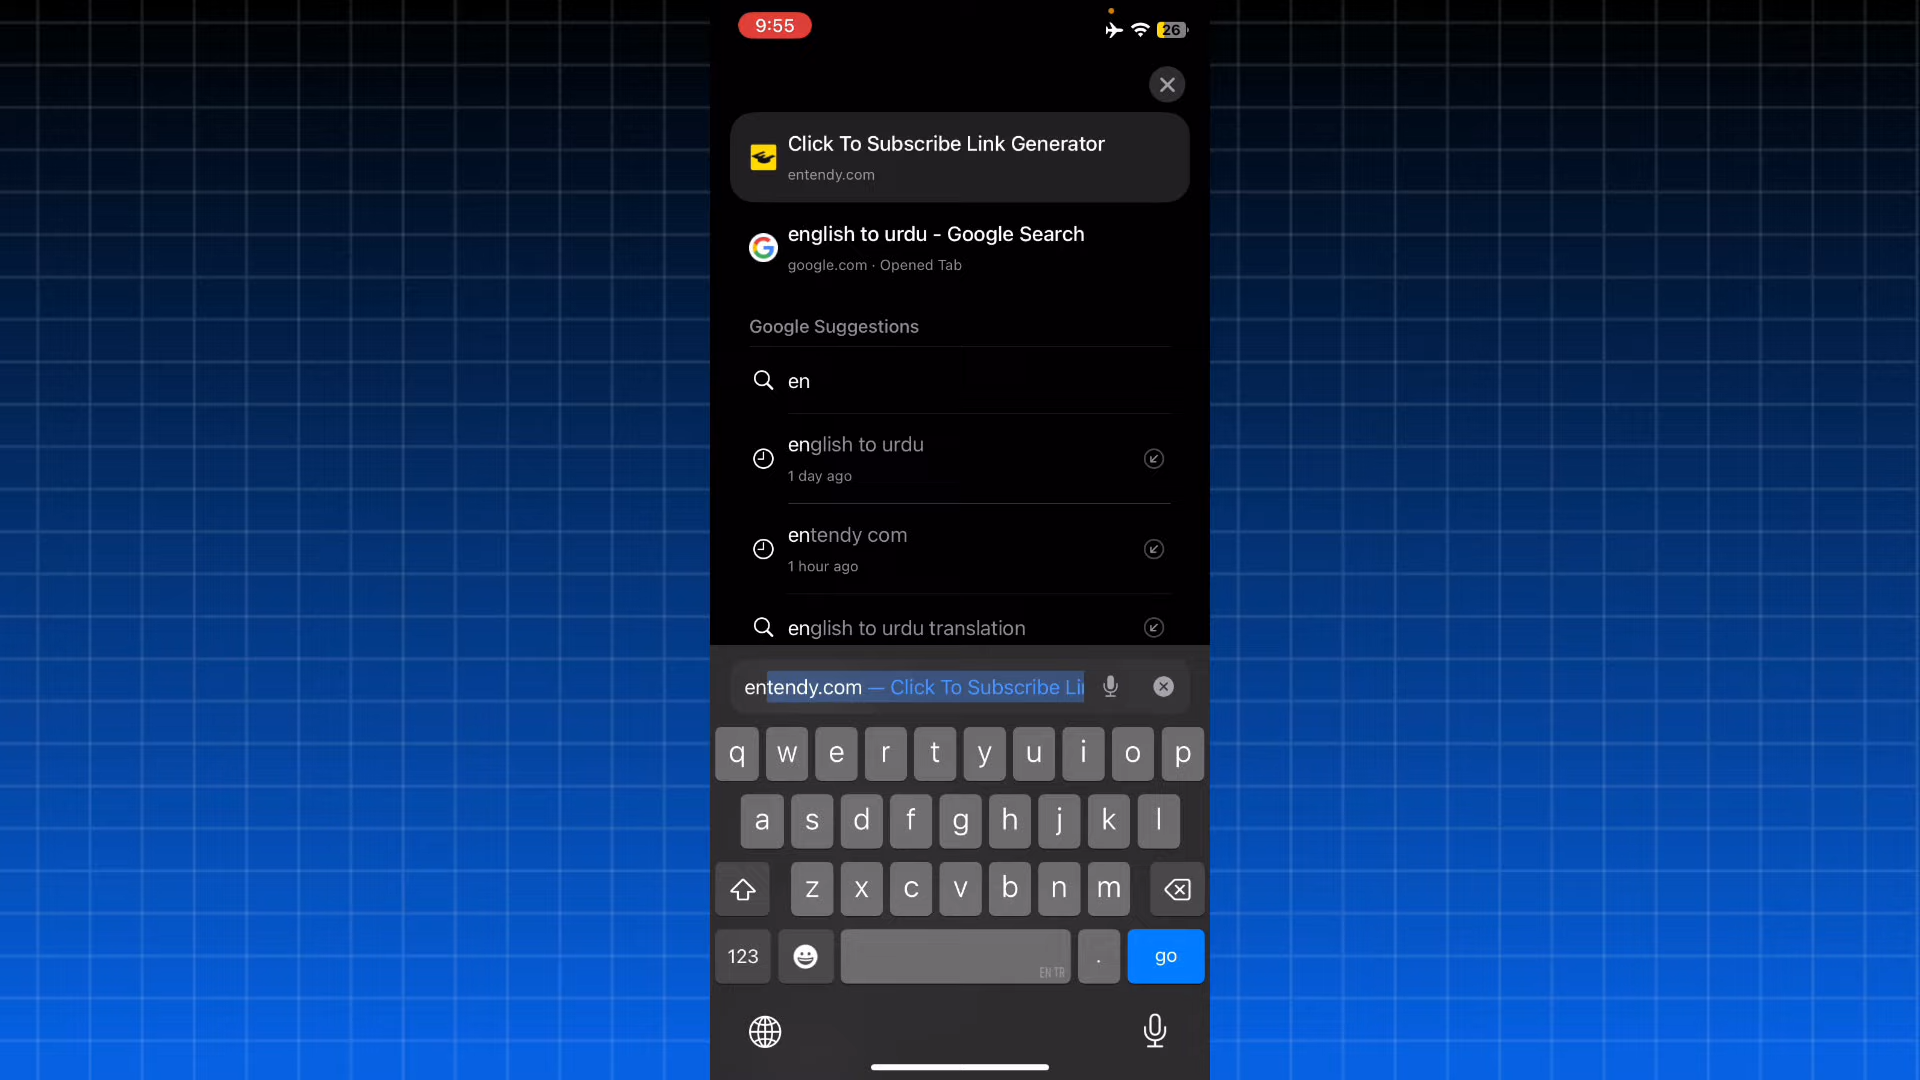 9:55
26
Click To Subscribe Link Generator
entendy.com
english to urdu - Google Search
google.com · Opened Tab
Google Suggestions
en
english to urdu
1 day ago
entendy com
1 hour ago
english to urdu translation
entendy.com — Click To Subscribe Li
q w e r t y u i o p
a s d f g h j k l
z x c v b n m
123
EN TR
.
go